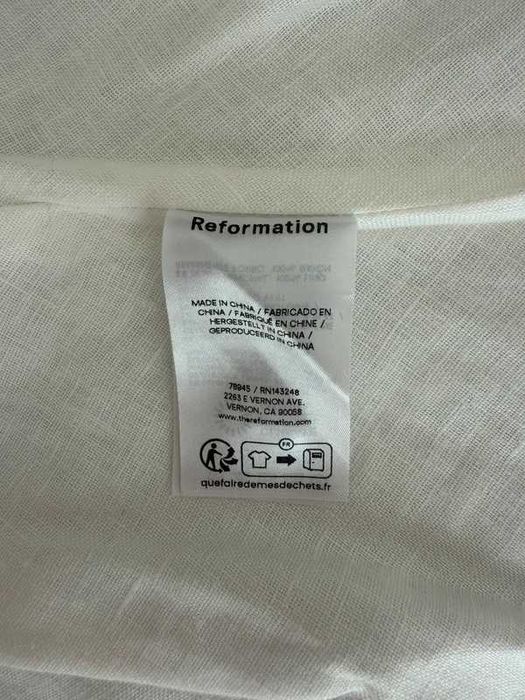 Reformation
MADE IN CHINA / FABRICADO EN
CHINA / FABRIQUÉ EN CHINE /
HERGESTELLT IN CHINA /
GEPRODUCEERD IN CHINA
78945 / RN143248
2263 E VERNON AVE.
VERNON, CA 90058
www.thereformation.com
FR
quefairedemesdechets.fr